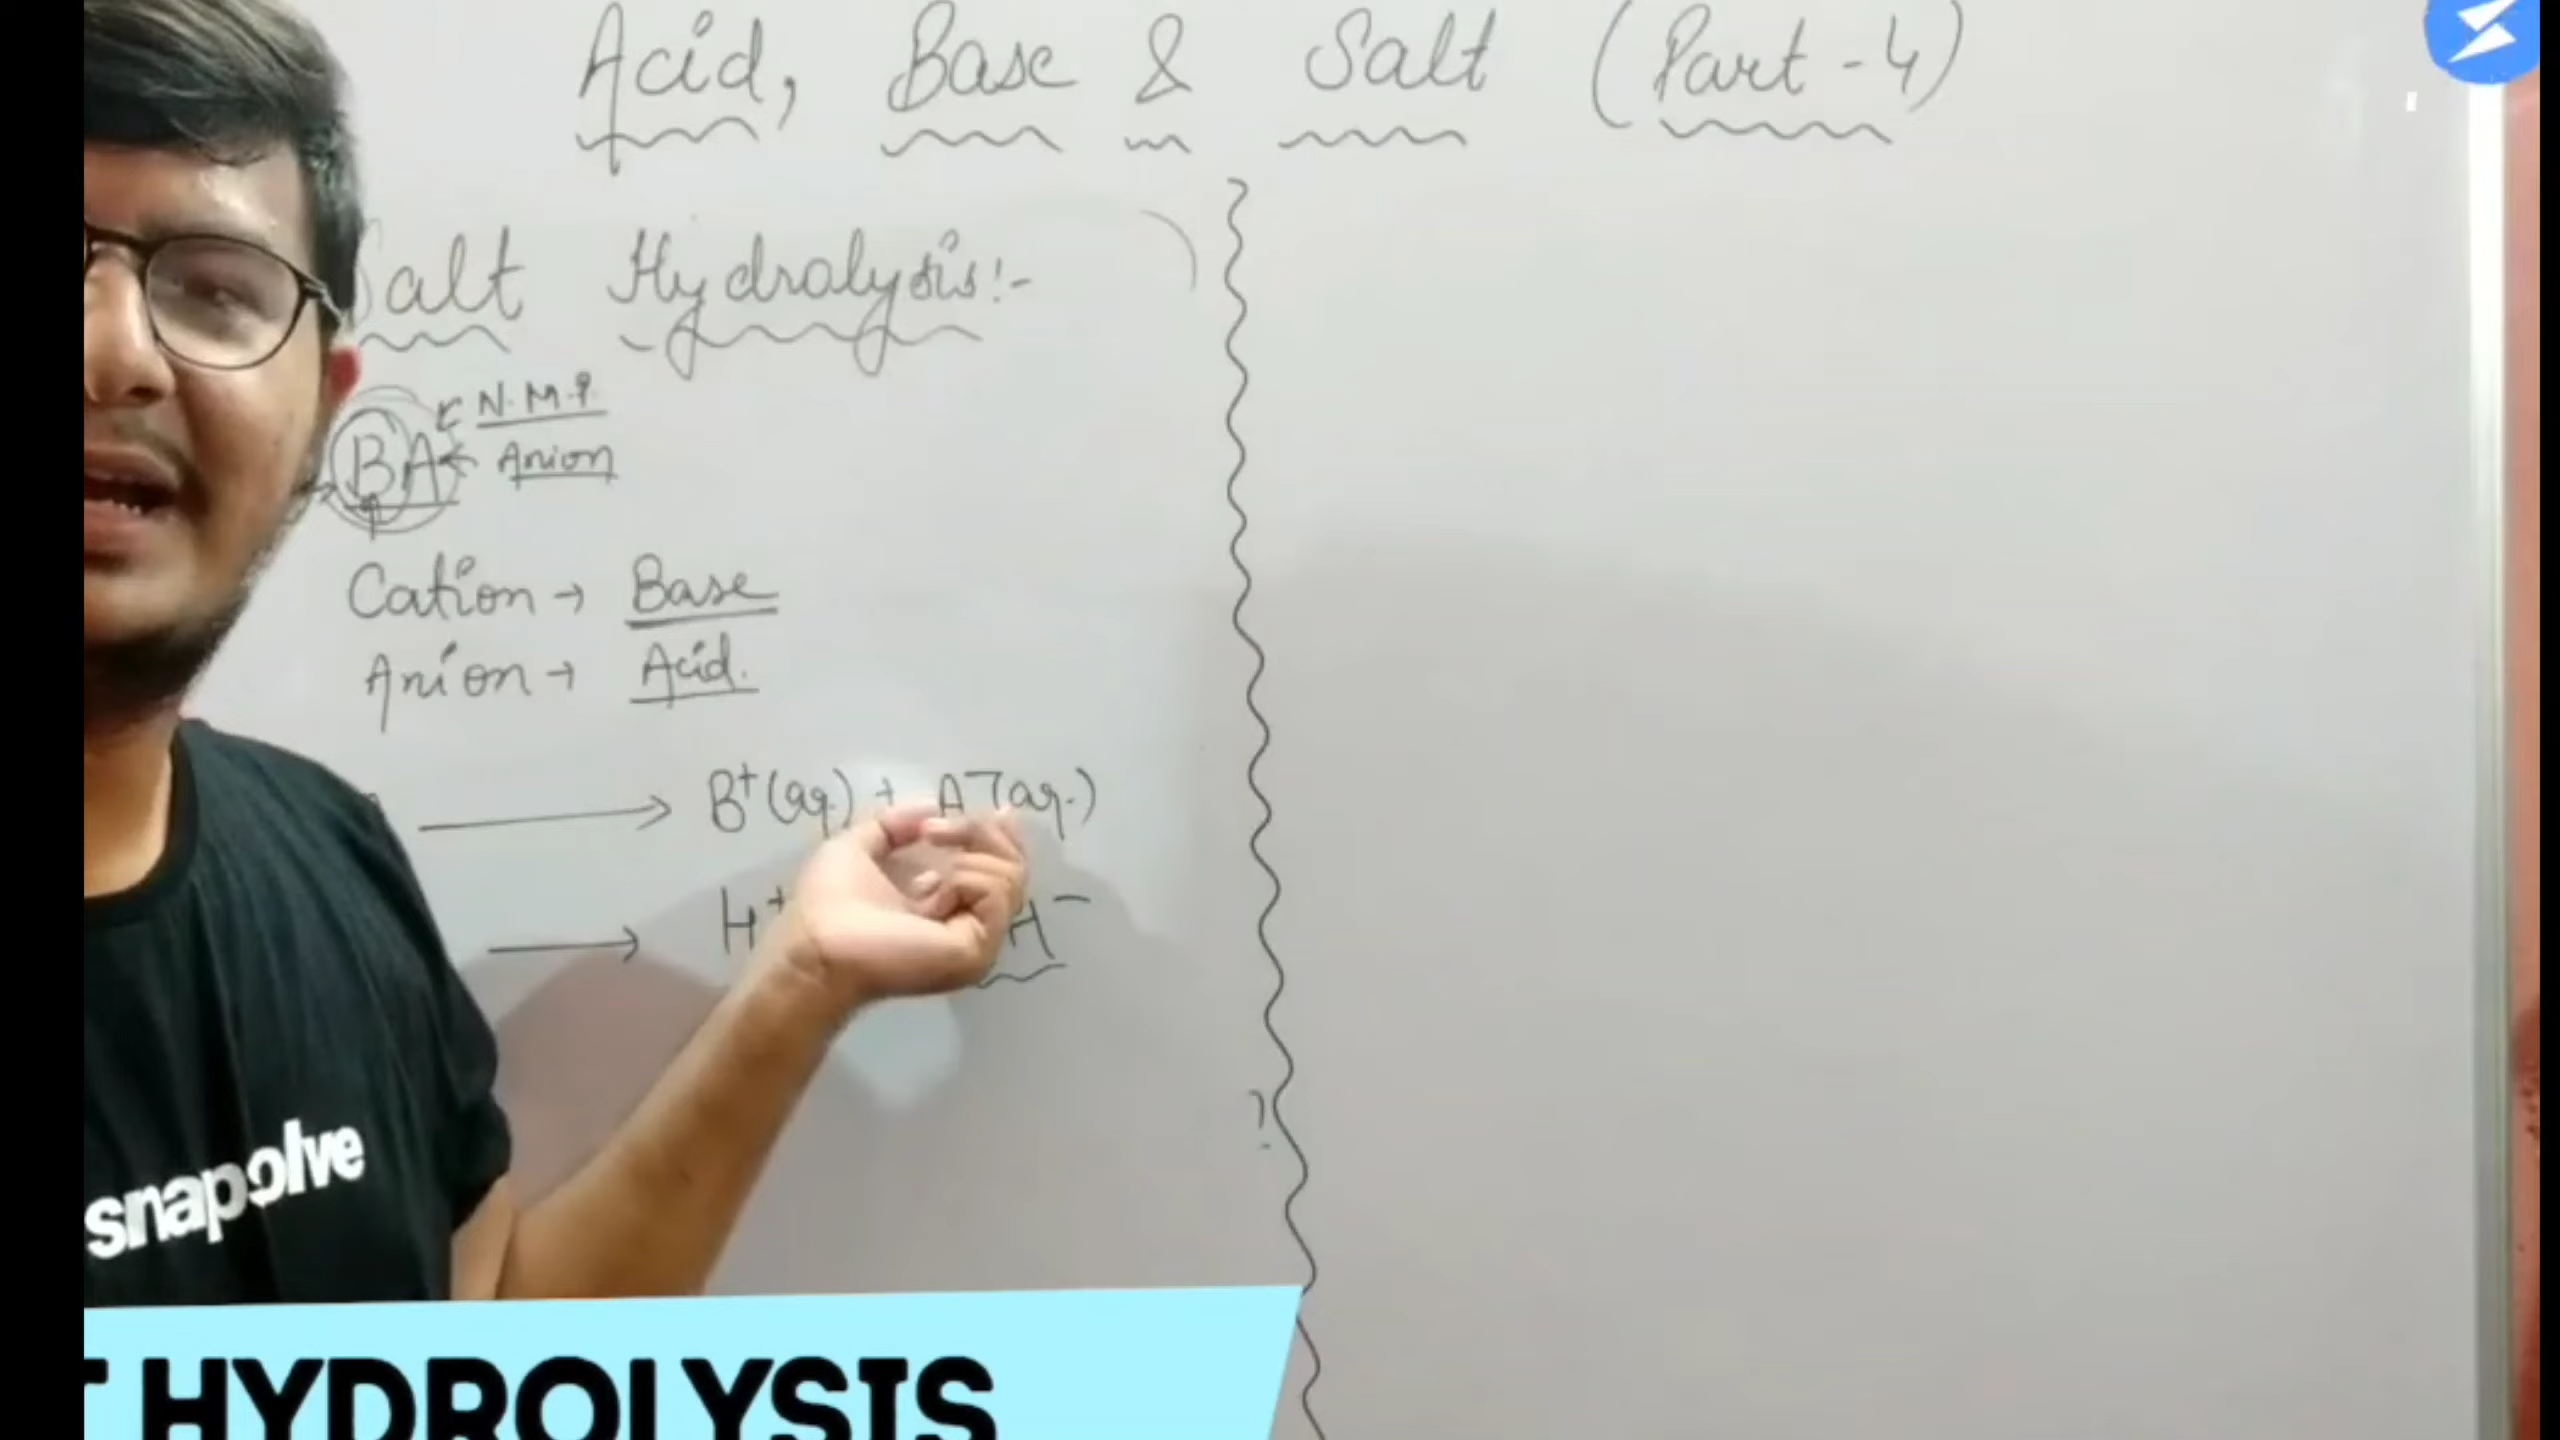 Acid, Base & Salt (Part-4)
Salt Hydrolysis:-
N.M.P.
BA ← Anion
Cation → Base
Anion → Acid.
→ B⁺(aq.) + A⁻(aq.)
→ H⁺ H⁻
?
snapolve
T HYDROLYSIS